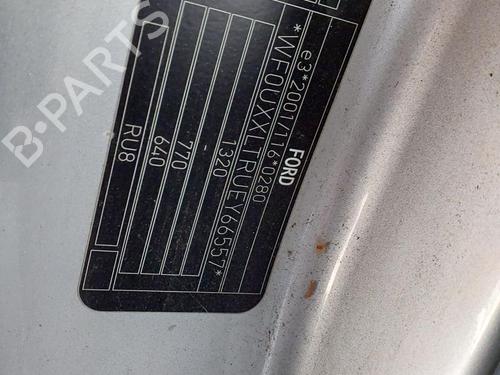 FORD
e3*2001/116*0280
*WF0UXXLTRUEY66557*
1320
770
640
RU8
B-PARTS